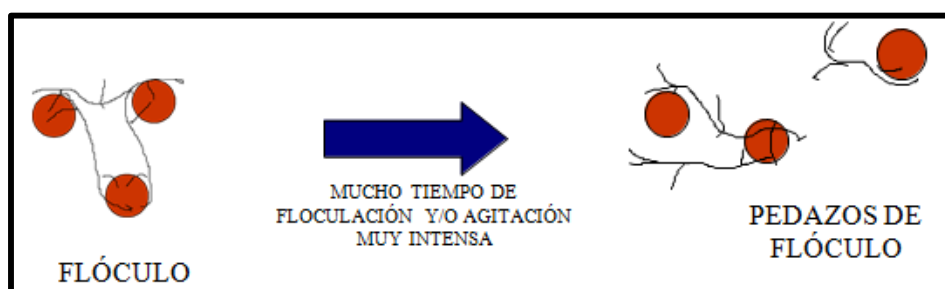 FLÓCULO
MUCHO TIEMPO DE
FLOCULACIÓN Y/O AGITACIÓN
MUY INTENSA
PEDAZOS DE
FLÓCULO